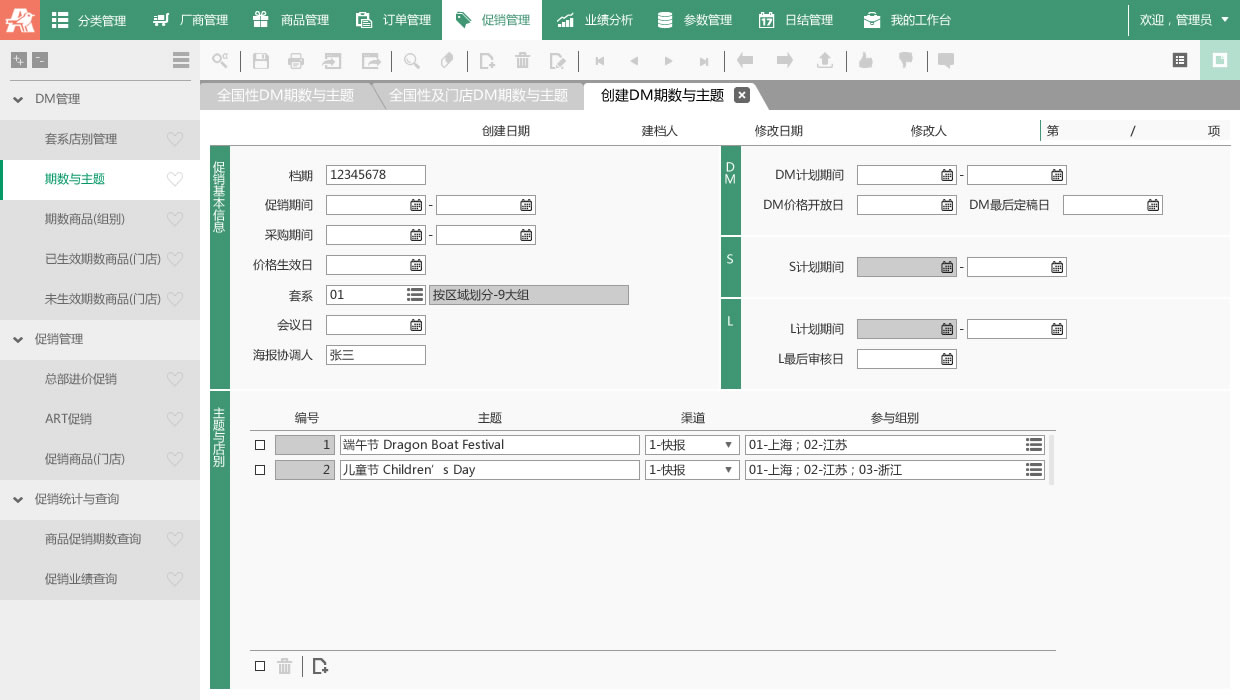 分类管理 厂商管理 商品管理 订单管理 促销管理 业绩分析 参数管理 日结管理 我的工作台 欢迎，管理员
全国性DM期数与主题 全国性及门店DM期数与主题 创建DM期数与主题
DM管理
套系店别管理
期数与主题
期数商品(组别)
已生效期数商品(门店)
未生效期数商品(门店)
促销管理
总部进价促销
ART促销
促销商品(门店)
促销统计与查询
商品促销期数查询
促销业绩查询
创建日期 建档人 修改日期 修改人 第 / 项
促销基本信息
档期 12345678
促销期间 -
采购期间 -
价格生效日
套系 01 按区域划分-9大组
会议日
海报协调人 张三
DM
DM计划期间 -
DM价格开放日 DM最后定稿日
S
S计划期间 -
L
L计划期间 -
L最后审核日
主题与店别
编号 主题 渠道 参与组别
1 端午节 Dragon Boat Festival 1-快报 01-上海；02-江苏
2 儿童节 Children’s Day 1-快报 01-上海；02-江苏；03-浙江